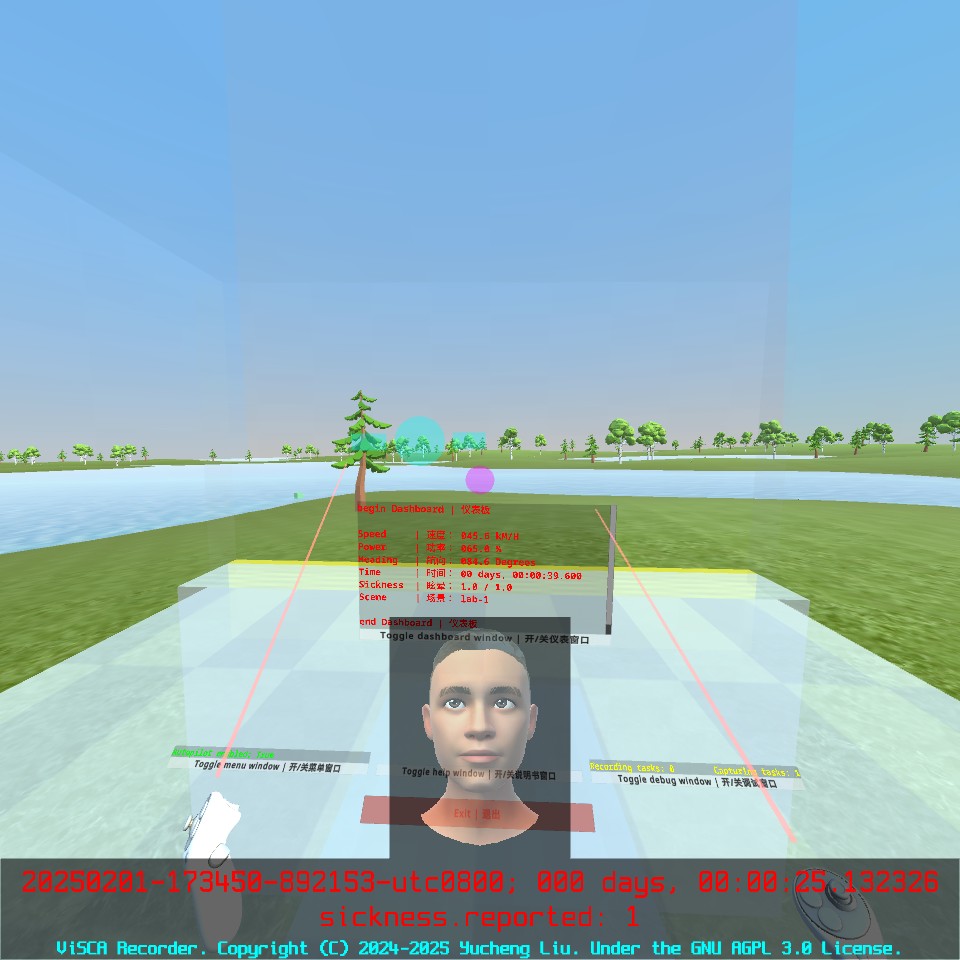 begin Dashboard | 仪表板
Speed | 速度: 045.8 kM/H
Power | 功率: 065.0 %
Heading | 航向: 054.6 Degrees
Time | 时间: 00 days, 00:00:39.600
Sickness | 眩晕: 1.0 / 1.0
Scene | 场景: lab-1
end Dashboard | 仪表板
Toggle dashboard window | 开/关仪表窗口
Toggle menu window | 开/关菜单窗口
Toggle help window | 开/关说明书窗口
Recording tasks: 0 Capturing tasks: 1
Toggle debug window | 开/关调试窗口
Exit | 退出
20250201-173450-892153-utc0800; 000 days, 00:00:25.132326
sickness.reported: 1
ViSCA Recorder. Copyright (C) 2024-2025 Yucheng Liu. Under the GNU AGPL 3.0 License.